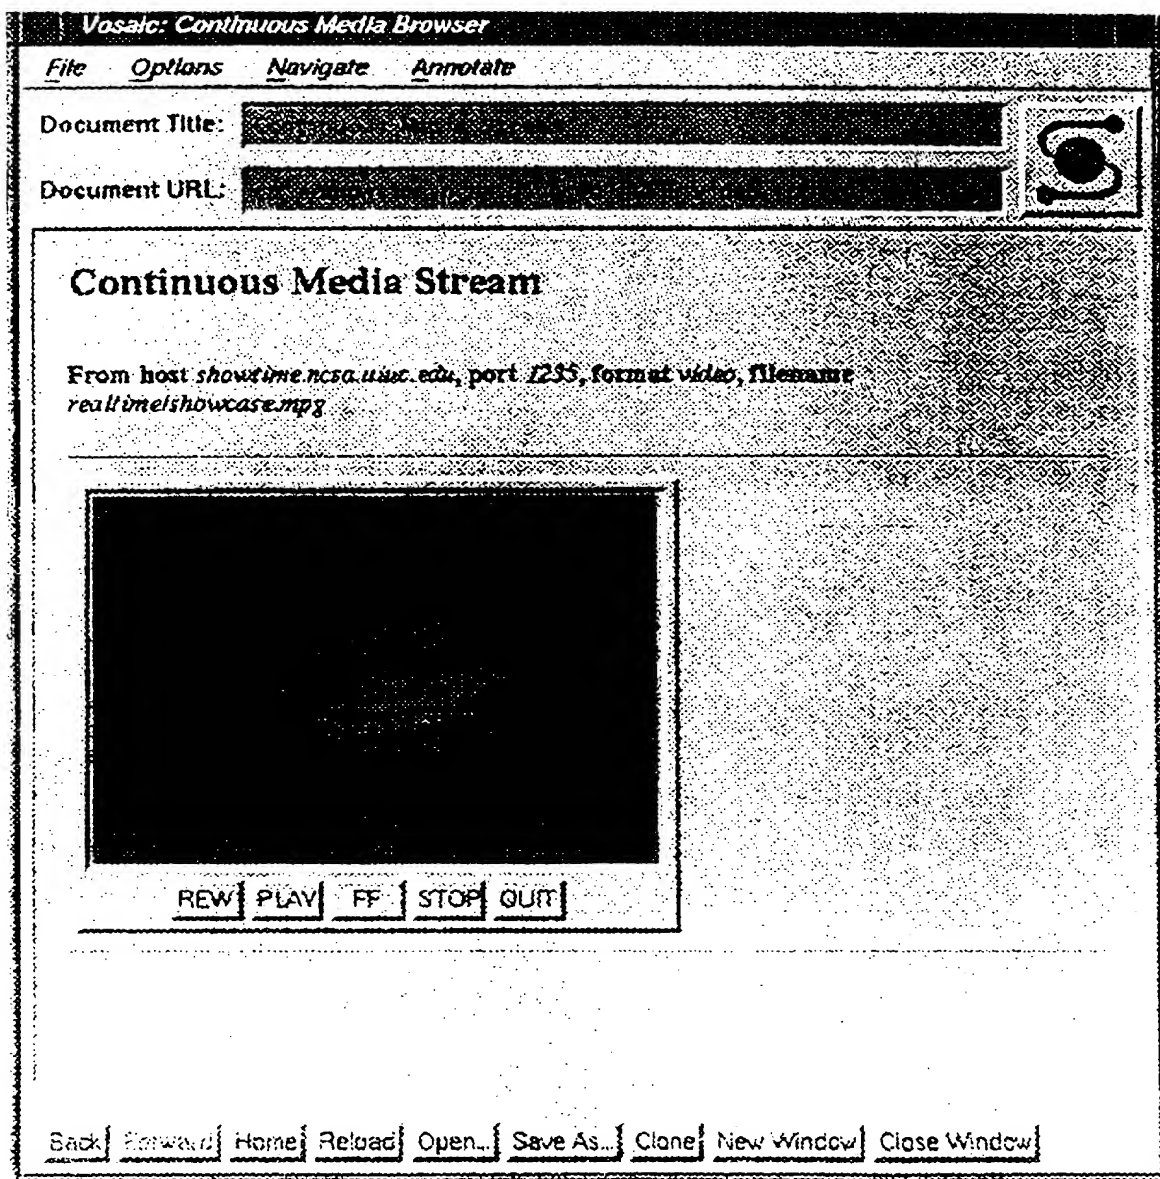 Vosaic: Continuous Media Browser
File Options Navigate Annotate
Document Title:
Document URL:
Continuous Media Stream
From host showtime.ncsa.uiuc.edu, port 1235, format video, filename
realtime/showcase.mpg
REW PLAY FF STOP QUIT
Back Forward Home Reload Open... Save As... Clone New Window Close Window